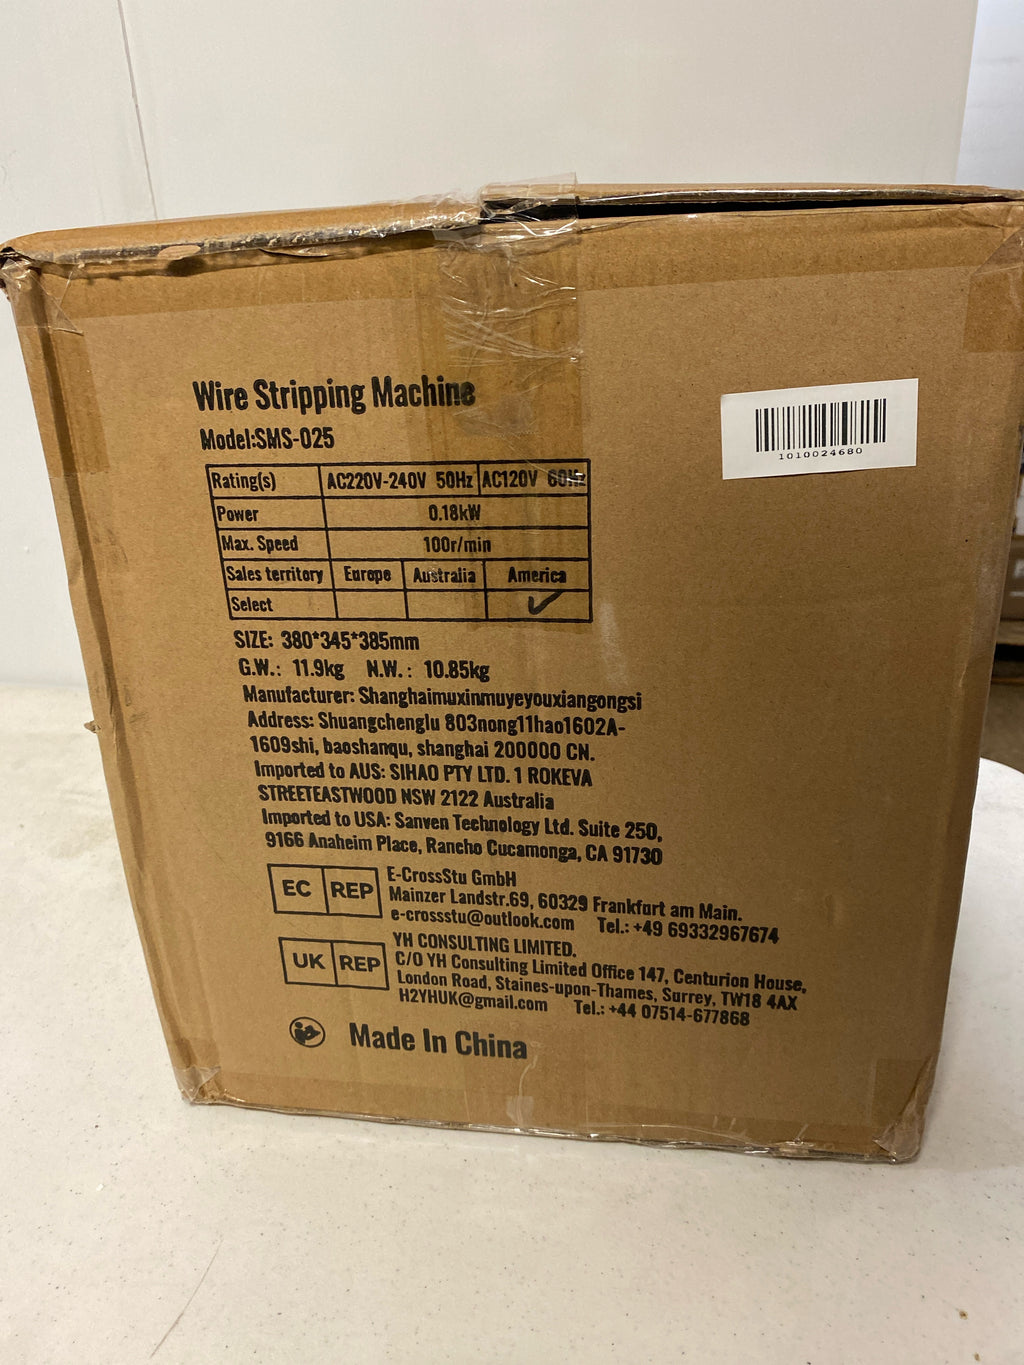 Wire Stripping Machine
Model:SMS-025
1010024680
Rating(s) AC220V-240V 50Hz AC120V 60Hz
Power 0.18kW
Max. Speed 100r/min
Sales territory Europe Australia America
Select ✓
SIZE: 380*345*385mm
G.W.: 11.9kg N.W.: 10.85kg
Manufacturer: Shanghaimuxinmuyeyouxiangongsi
Address: Shuangchenglu 803nong11hao1602A-
1609shi, baoshanqu, shanghai 200000 CN.
Imported to AUS: SIHAO PTY LTD. 1 ROKEVA
STREETEASTWOOD NSW 2122 Australia
Imported to USA: Sanven Technology Ltd. Suite 250,
9166 Anaheim Place, Rancho Cucamonga, CA 91730
EC REP
E-CrossStu GmbH
Mainzer Landstr.69, 60329 Frankfurt am Main.
e-crossstu@outlook.com Tel.: +49 69332967674
UK REP
YH CONSULTING LIMITED.
C/O YH Consulting Limited Office 147, Centurion House,
London Road, Staines-upon-Thames, Surrey, TW18 4AX
H2YHUK@gmail.com Tel.: +44 07514-677868
Made In China